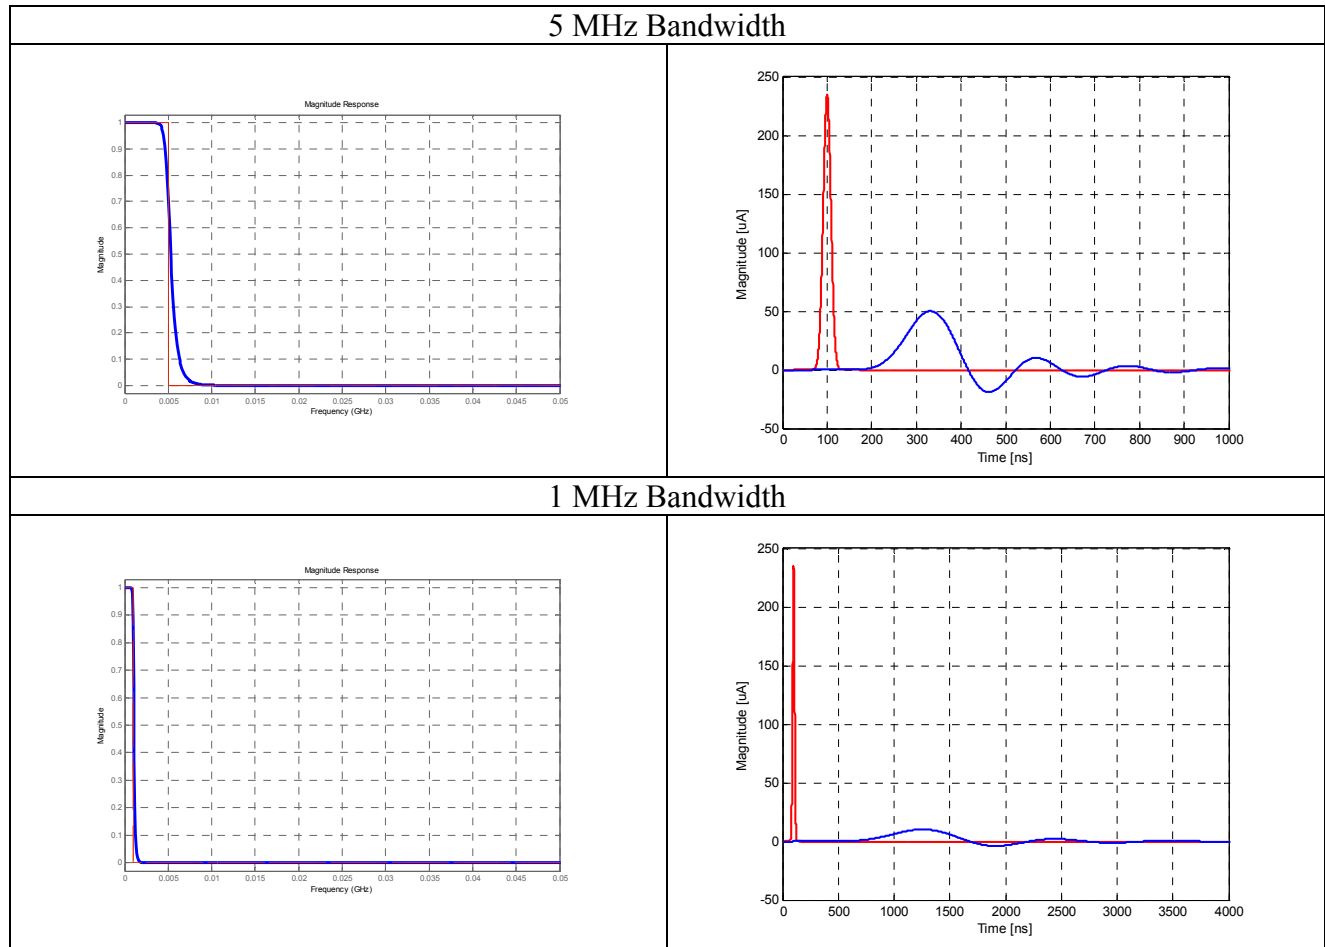 5 MHz Bandwidth
Magnitude Response
1
0.9
0.8
0.7
0.6
0.5
0.4
0.3
0.2
0.1
0
Magnitude
0 0.005 0.01 0.015 0.02 0.025 0.03 0.035 0.04 0.045 0.05
Frequency (GHz)
250
200
150
100
50
0
-50
Magnitude [uA]
0 100 200 300 400 500 600 700 800 900 1000
Time [ns]
1 MHz Bandwidth
Magnitude Response
1
0.9
0.8
0.7
0.6
0.5
0.4
0.3
0.2
0.1
0
Magnitude
0 0.005 0.01 0.015 0.02 0.025 0.03 0.035 0.04 0.045 0.05
Frequency (GHz)
250
200
150
100
50
0
-50
Magnitude [uA]
0 500 1000 1500 2000 2500 3000 3500 4000
Time [ns]